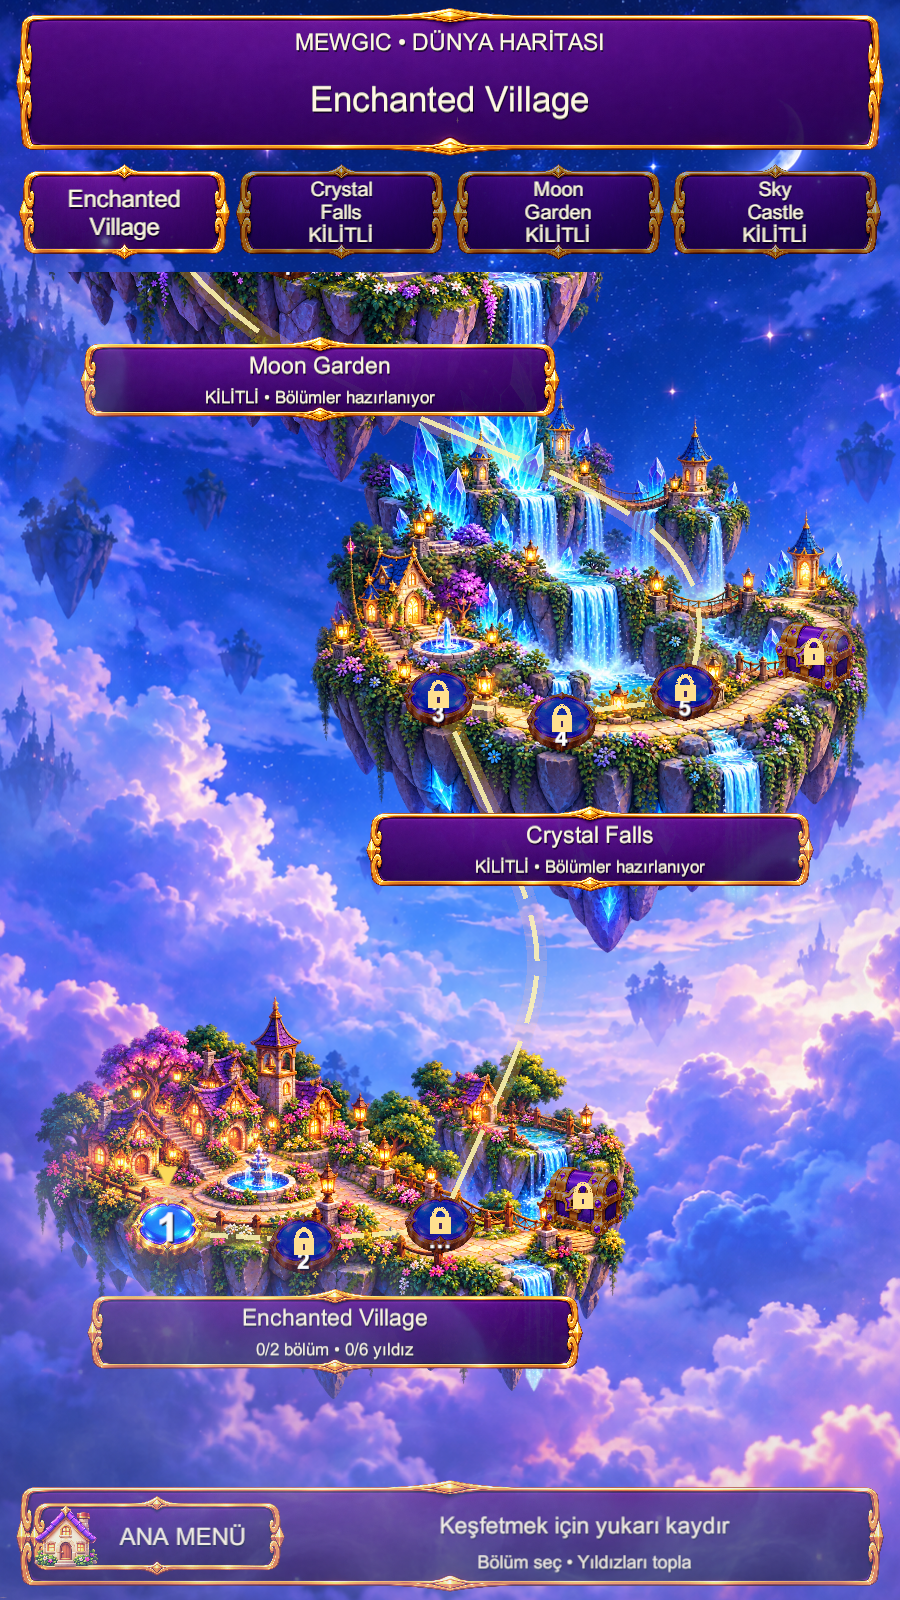 MEWGIC • DÜNYA HARİTASI
Enchanted Village
Enchanted
Village
Crystal
Falls
KİLİTLİ
Moon
Garden
KİLİTLİ
Sky
Castle
KİLİTLİ
Moon Garden
KİLİTLİ • Bölümler hazırlanıyor
3
4
5
Crystal Falls
KİLİTLİ • Bölümler hazırlanıyor
1
2
...
Enchanted Village
0/2 bölüm • 0/6 yıldız
ANA MENÜ
Keşfetmek için yukarı kaydır
Bölüm seç • Yıldızları topla